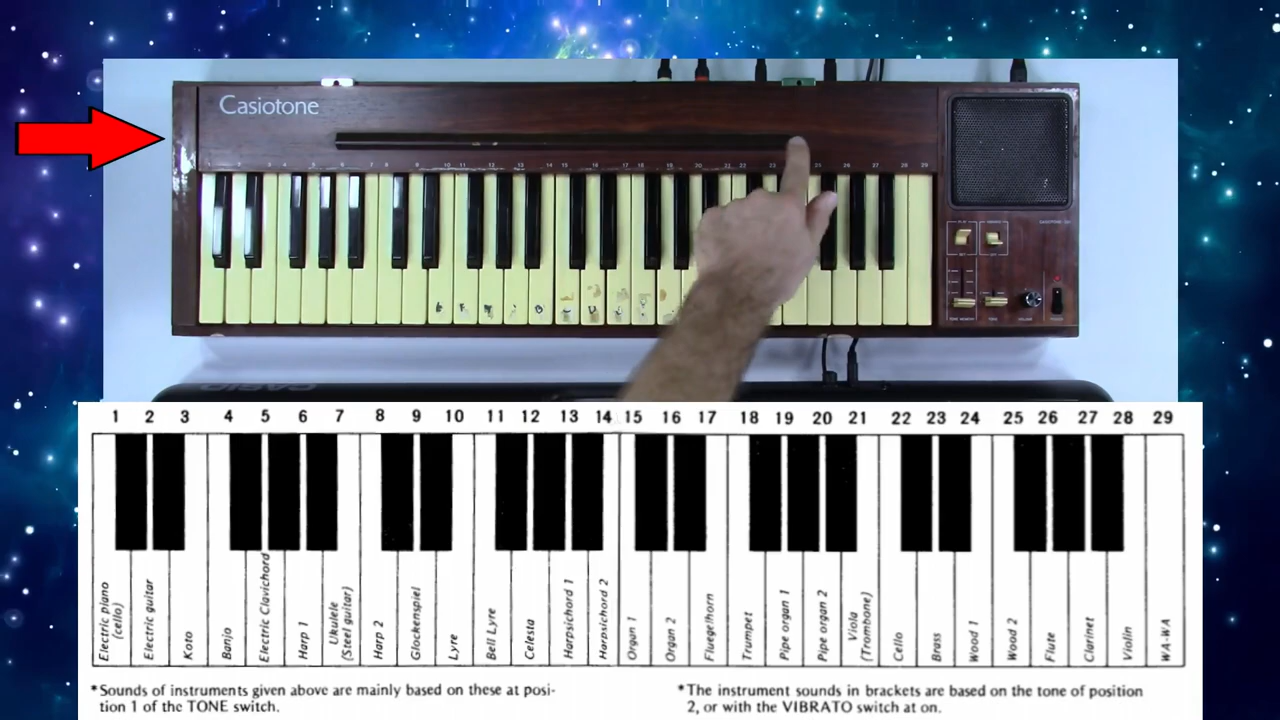 Casiotone
CASIO
1 2 3 4 5 6 7 8 9 10 11 12 13 14 15 16 17 18 19 20 21 22 23 24 25 26 27 28 29
Electric piano
(cello)
Electric guitar
Koto
Banjo
Electric Clavichord
Harp 1
Ukulele
(Steel guitar)
Harp 2
Glockenspiel
Lyre
Bell Lyre
Celesta
Harpsichord 1
Harpsichord 2
Organ 1
Organ 2
Fluegelhorn
Trumpet
Pipe organ 1
Pipe organ 2
Viola
(Trombone)
Cello
Brass
Wood 1
Wood 2
Flute
Clarinet
Violin
WA-WA
*Sounds of instruments given above are mainly based on these at posi-
tion 1 of the TONE switch.
*The instrument sounds in brackets are based on the tone of position
2, or with the VIBRATO switch at on.